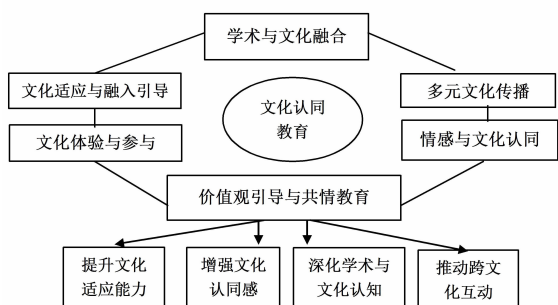 学术与文化融合
文化适应与融入引导
多元文化传播
文化认同
教育
文化体验与参与
情感与文化认同
价值观引导与共情教育
提升文化
适应能力
增强文化
认同感
深化学术与
文化认知
推动跨文
化互动